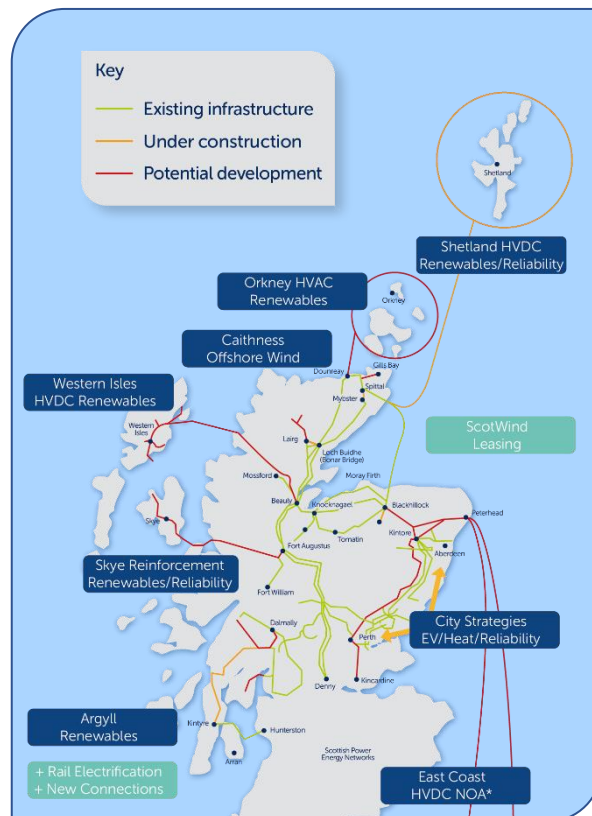 Key
Existing infrastructure
Under construction
Potential development
Shetland
Shetland HVDC
Renewables/Reliability
Orkney HVAC
Renewables
Orkney
Caithness
Offshore Wind
Dounreay
Gills Bay
Spittal
Mybster
Western Isles
HVDC Renewables
Western
Isles
ScotWind
Leasing
Lairg
Loch Buidhe
(Bonar Bridge)
Mossford
Moray Firth
Beauly
Knocknagael
Blackhillock
Peterhead
Skye
Kintore
Tomatin
Aberdeen
Fort Augustus
Skye Reinforcement
Renewables/Reliability
Fort William
City Strategies
EV/Heat/Reliability
Dalmally
Perth
Denny
Kincardine
Argyll
Renewables
Kintyre
Hunterston
Arran
Scottish Power
Energy Networks
+ Rail Electrification
+ New Connections
East Coast
HVDC NOA*